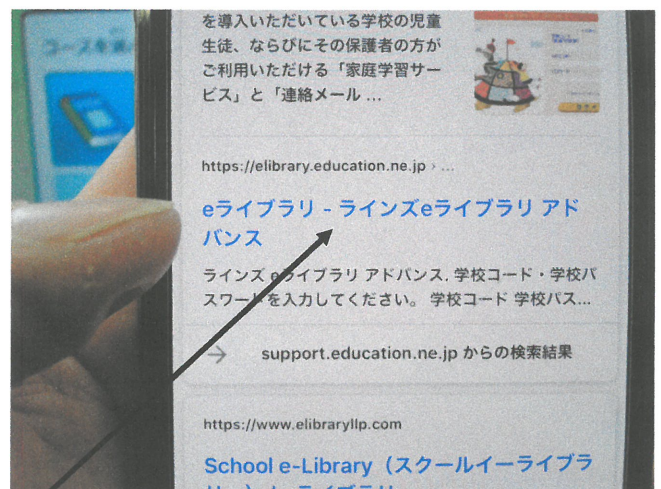 を導入いただいている学校の児童
生徒、ならびにその保護者の方が
ご利用いただける「家庭学習サー
ビス」と「連絡メール ...
https://elibrary.education.ne.jp › ...
eライブラリ - ラインズeライブラリ アド
バンス
ラインズ eライブラリ アドバンス. 学校コード・学校パ
スワードを入力してください。 学校コード 学校パス...
support.education.ne.jp からの検索結果
https://www.elibraryllp.com
School e-Library（スクールイーライブラ